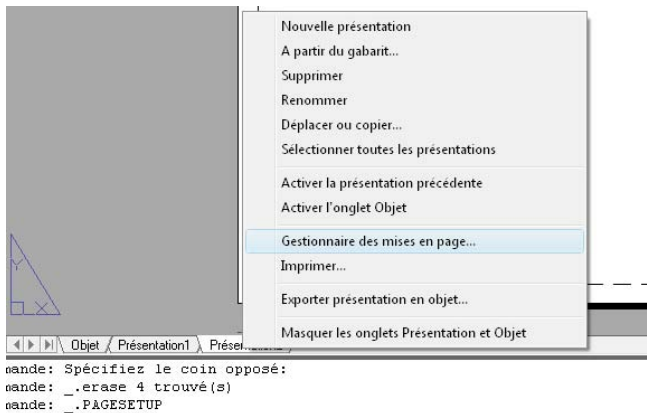 Nouvelle présentation
A partir du gabarit...
Supprimer
Renommer
Déplacer ou copier...
Sélectionner toutes les présentations
Activer la présentation précédente
Activer l'onglet Objet
Gestionnaire des mises en page...
Imprimer...
Exporter présentation en objet...
Masquer les onglets Présentation et Objet
Y
X
Objet Présentation1
mande: Spécifiez le coin opposé:
mande: _.erase 4 trouvé(s)
mande: _.PAGESETUP